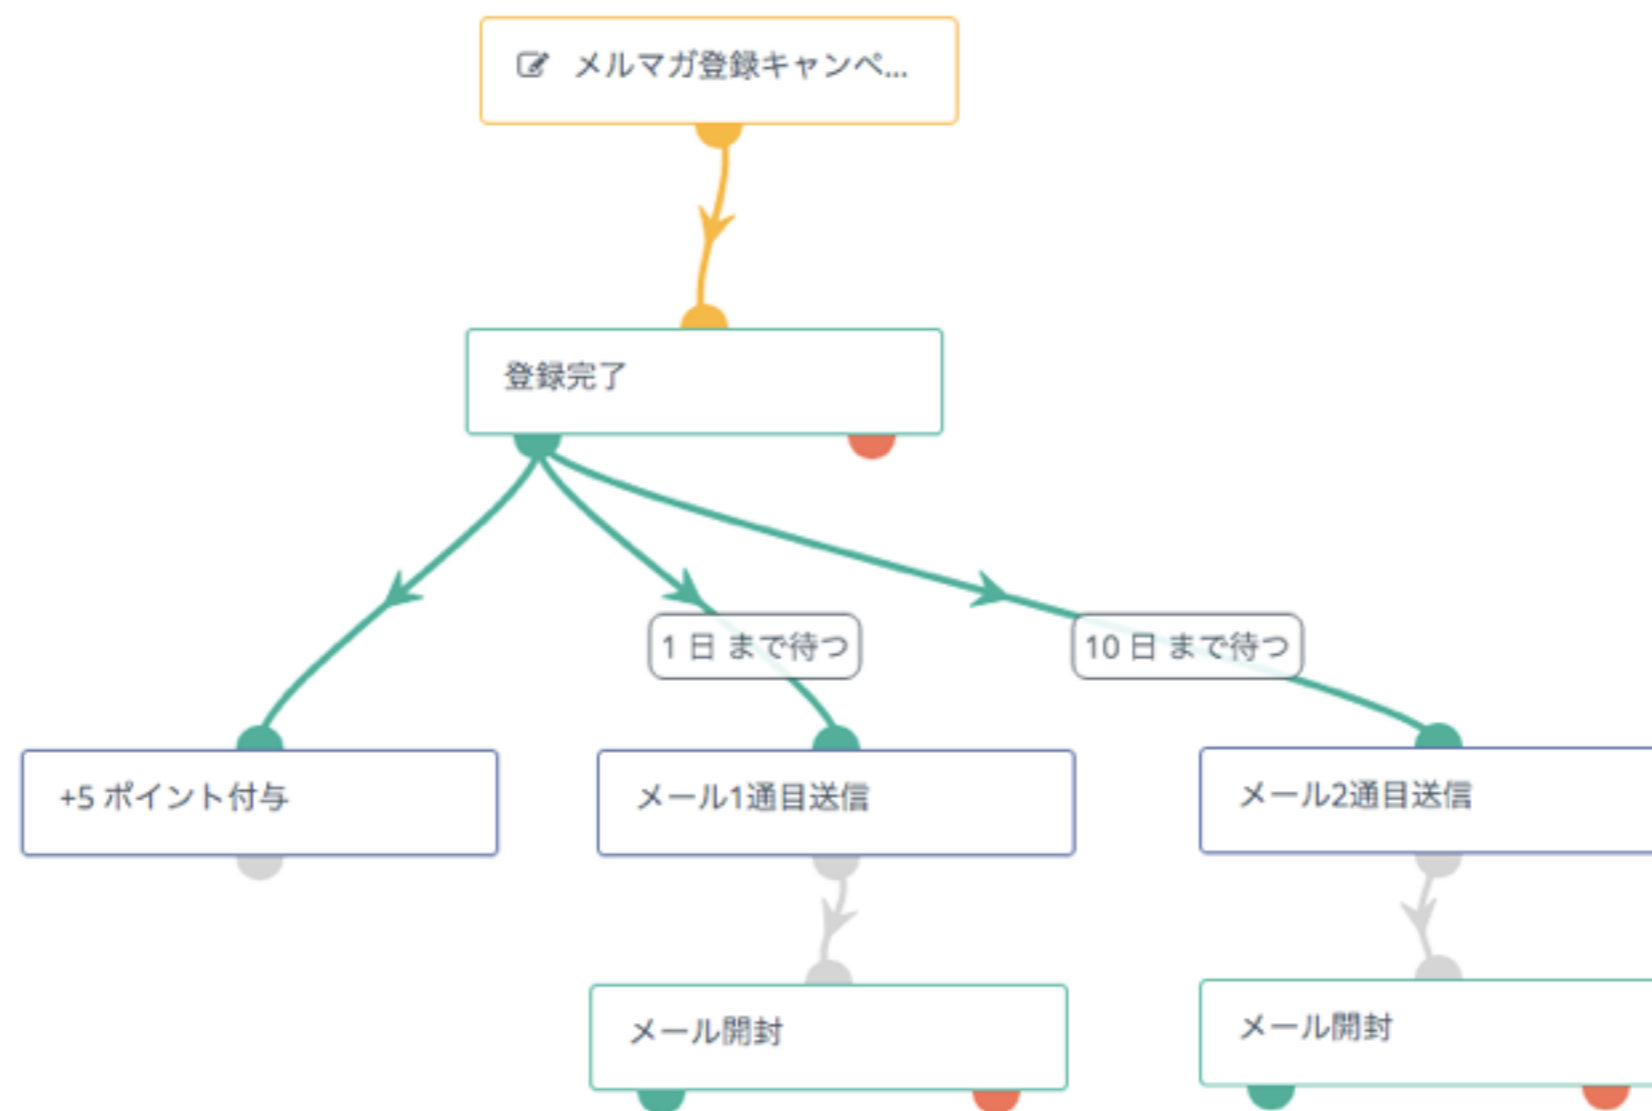 メルマガ登録キャンペ...
登録完了
1 日 まで待つ
10 日 まで待つ
+5 ポイント付与
メール1通目送信
メール2通目送信
メール開封
メール開封